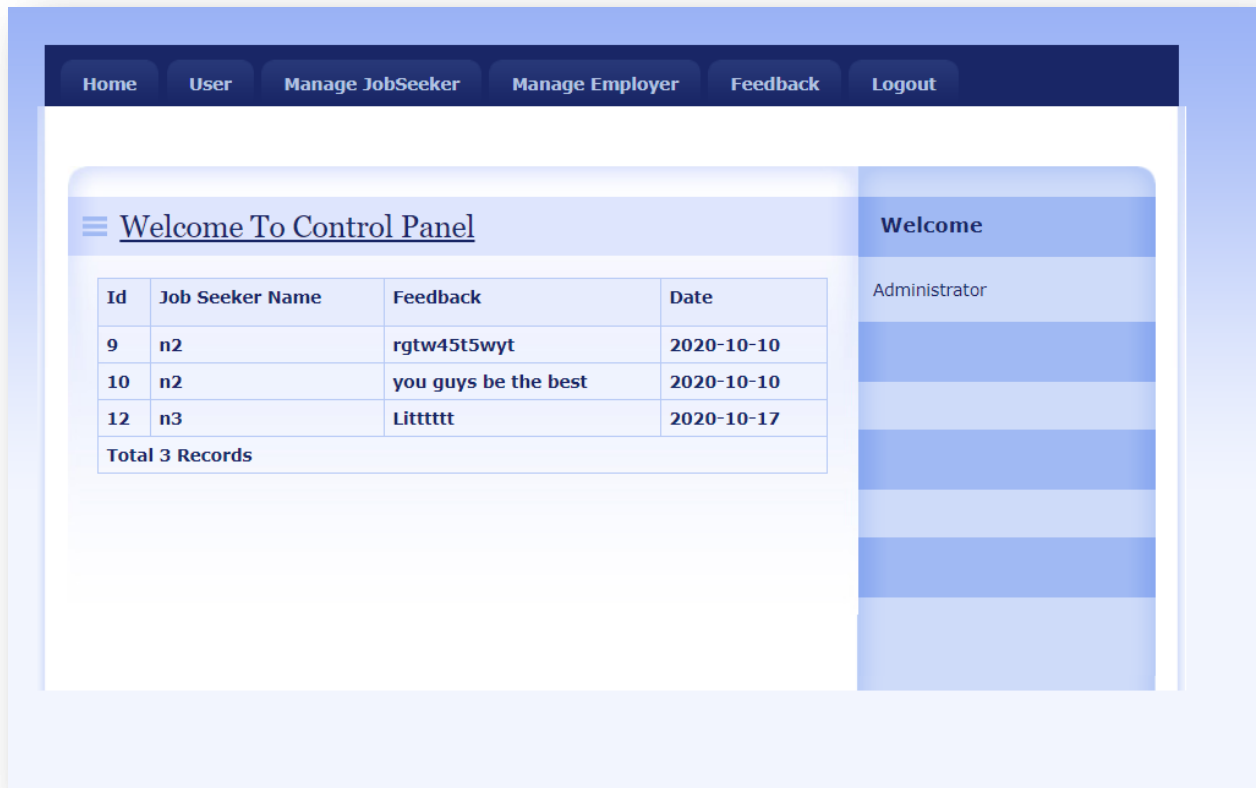 Home User Manage JobSeeker Manage Employer Feedback Logout
Welcome To Control Panel
Id Job Seeker Name Feedback Date
9 n2 rgtw45t5wyt 2020-10-10
10 n2 you guys be the best 2020-10-10
12 n3 Litttttt 2020-10-17
Total 3 Records
Welcome
Administrator